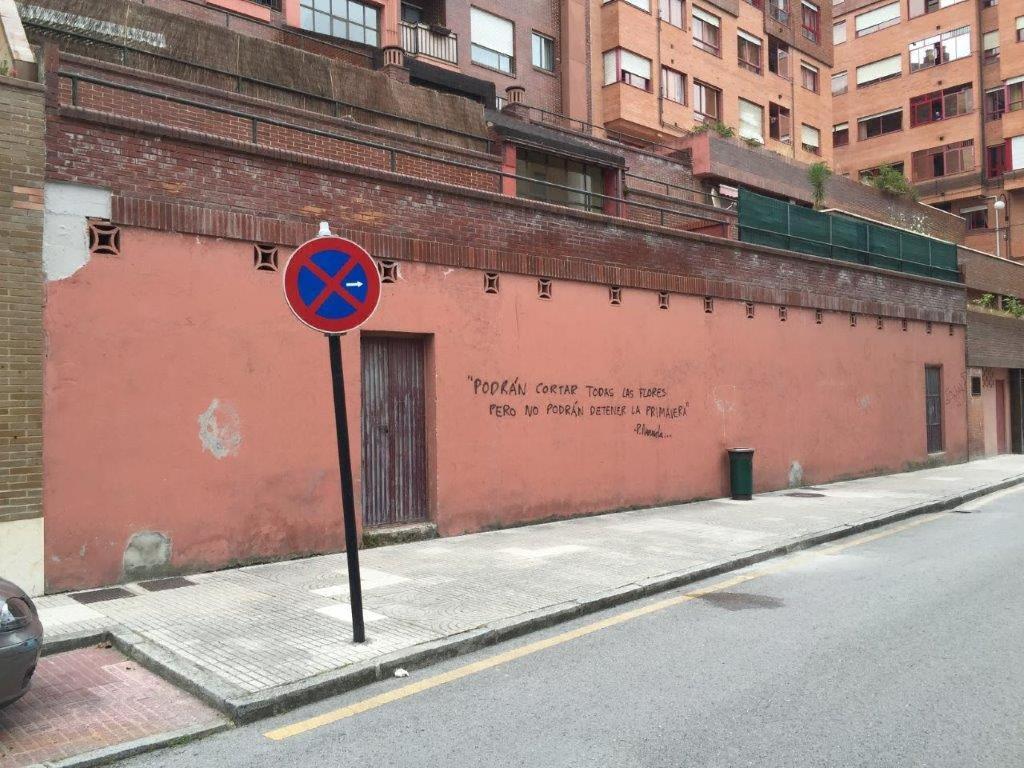 "PODRÁN CORTAR TODAS LAS FLORES
PERO NO PODRÁN DETENER LA PRIMAVERA"
-P. Neruda...